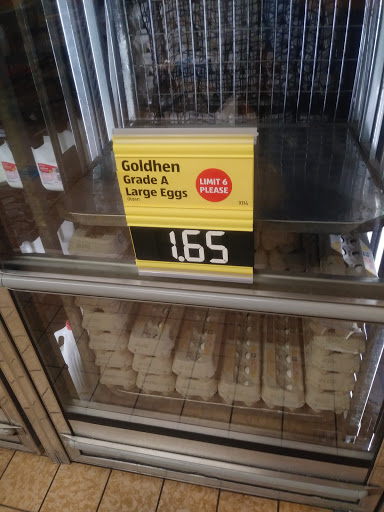 Goldhen
Grade A
Large Eggs
LIMIT 6
PLEASE
1.65